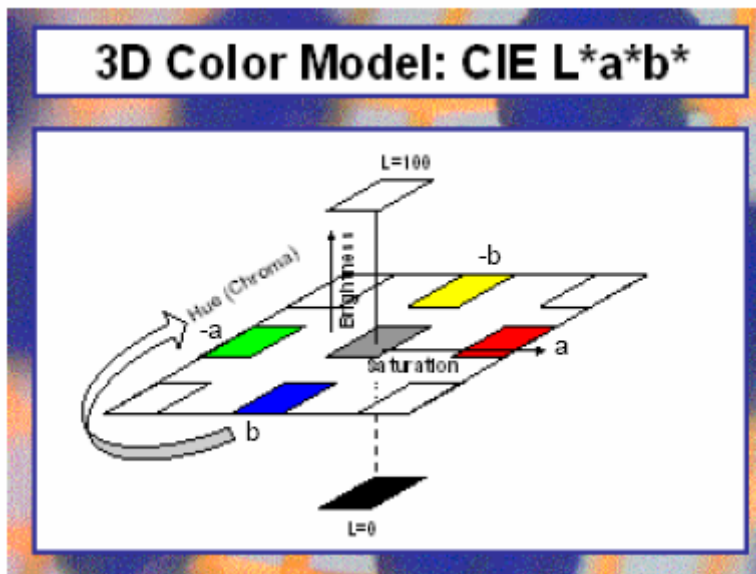 3D Color Model: CIE L*a*b*
L=100
Brightness
-b
Hue (Chroma)
-a
a
Saturation
b
L=0